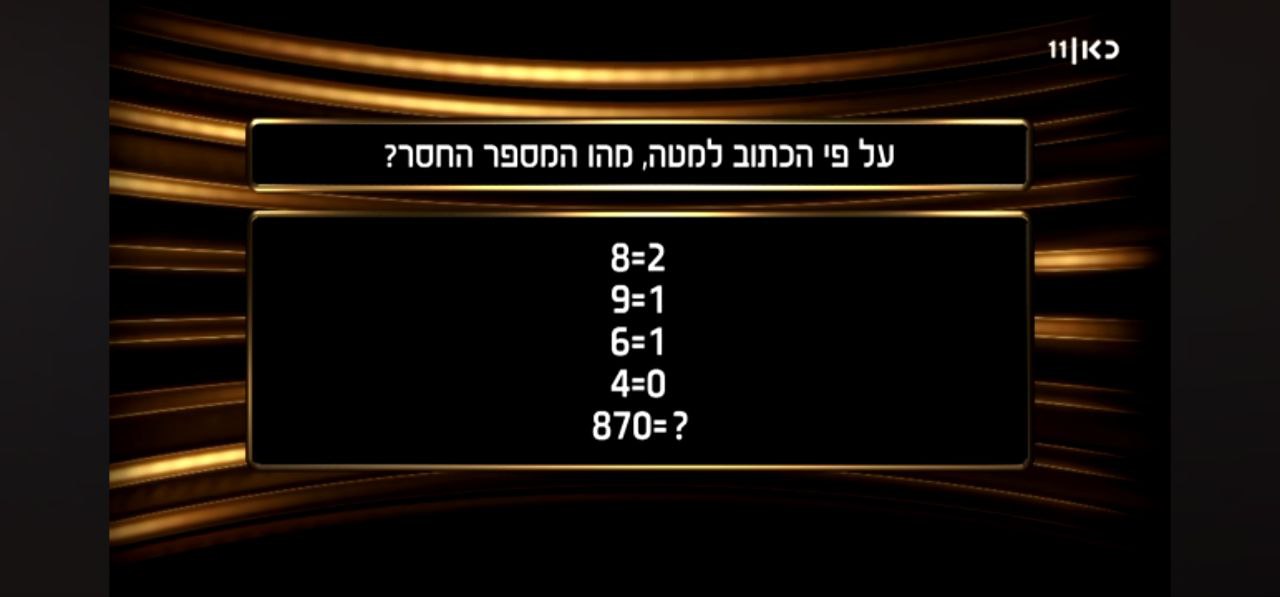 כאן|11
על פי הכתוב למטה, מהו המספר החסר?
8=2
9=1
6=1
4=0
870=?